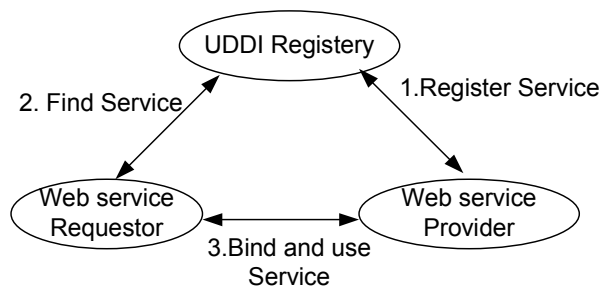 UDDI Registery
1.Register Service
2. Find Service
Web service
Requestor
Web service
Provider
3.Bind and use
Service